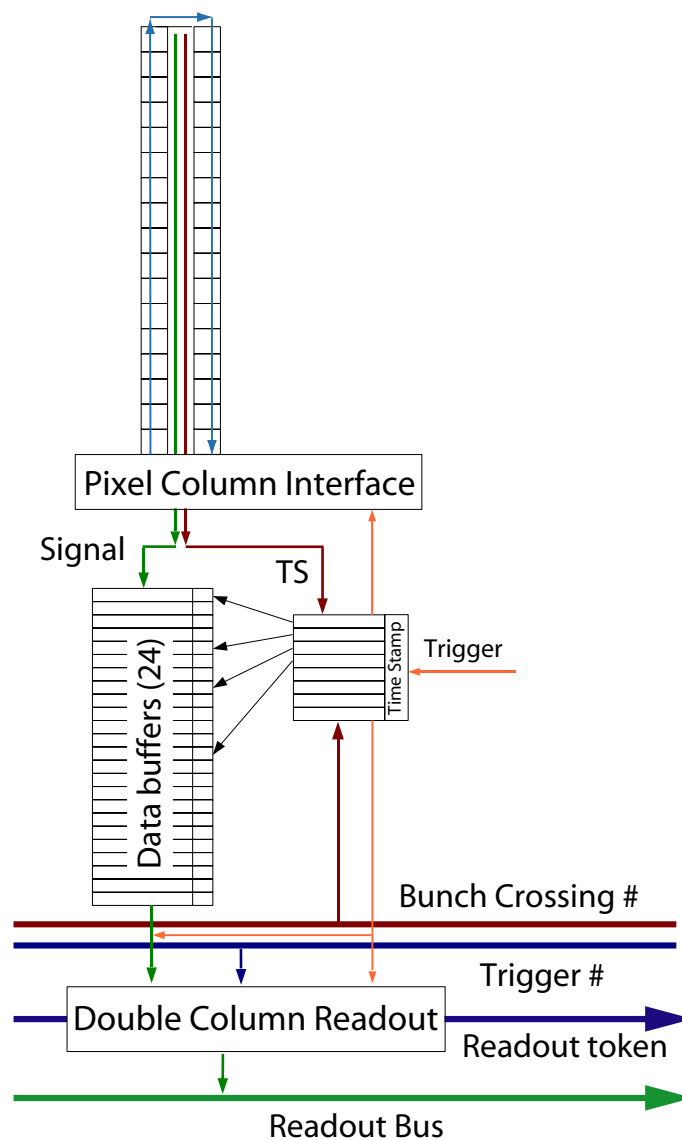 Pixel Column Interface
Signal
TS
Data buffers (24)
Time Stamp
Trigger
Bunch Crossing #
Trigger #
Double Column Readout
Readout token
Readout Bus